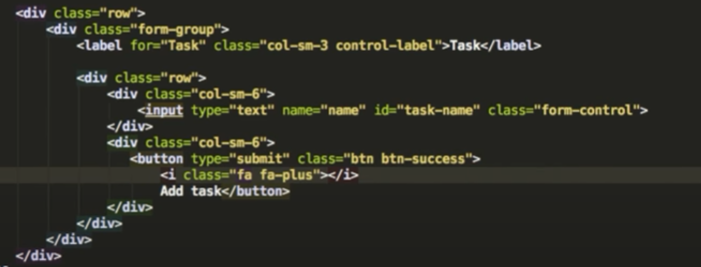 <div class="row">
<div class="form-group">
<label for="Task" class="col-sm-3 control-label">Task</label>
<div class="row">
<div class="col-sm-6">
<input type="text" name="name" id="task-name" class="form-control">
</div>
<div class="col-sm-6">
<button type="submit" class="btn btn-success">
<i class="fa fa-plus"></i>
Add task</button>
</div>
</div>
</div>
</div>